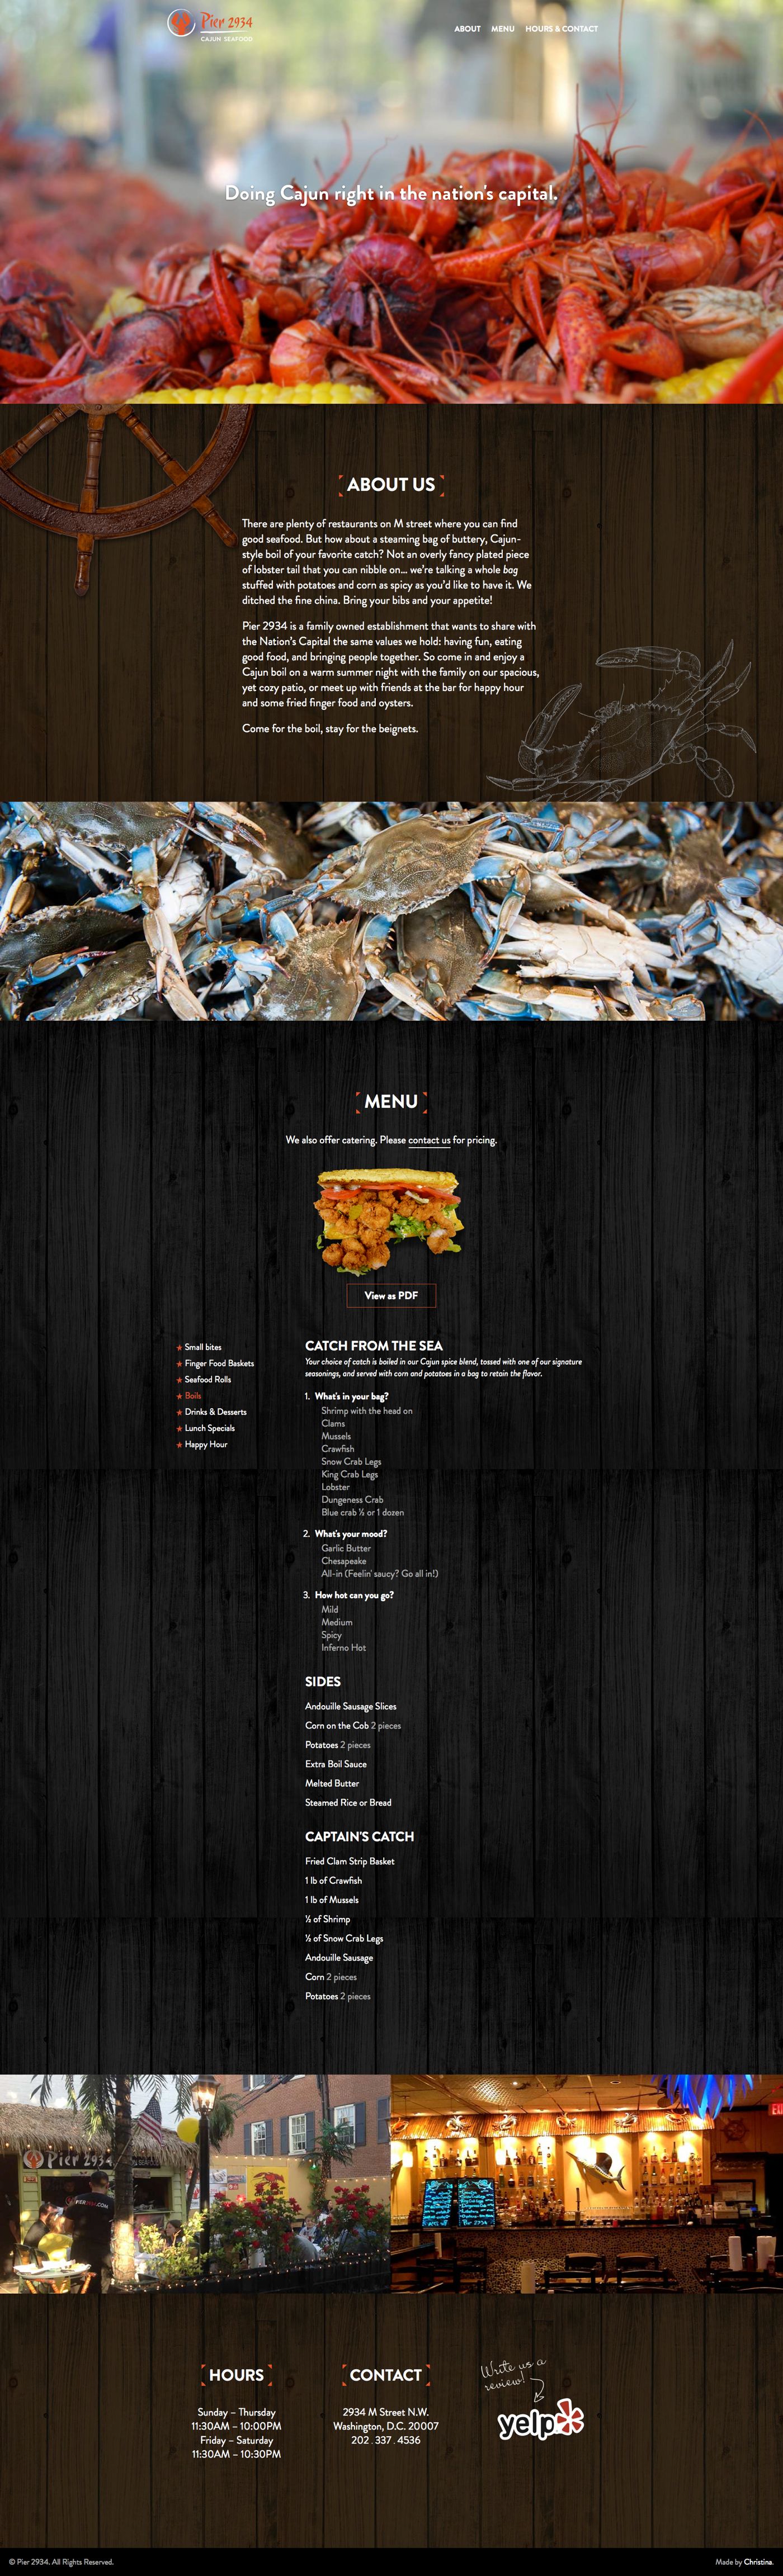 Pier 2934
CAJUN SEAFOOD
ABOUT MENU HOURS & CONTACT
Doing Cajun right in the nation's capital.
ABOUT US
There are plenty of restaurants on M street where you can find
good seafood. But how about a steaming bag of buttery, Cajun-
style boil of your favorite catch? Not an overly fancy plated piece
of lobster tail that you can nibble on... we're talking a whole bag
stuffed with potatoes and corn as spicy as you'd like to have it. We
ditched the fine china. Bring your bibs and your appetite!
Pier 2934 is a family owned establishment that wants to share with
the Nation's Capital the same values we hold: having fun, eating
good food, and bringing people together. So come in and enjoy a
Cajun boil on a warm summer night with the family on our spacious,
yet cozy patio, or meet up with friends at the bar for happy hour
and some fried finger food and oysters.
Come for the boil, stay for the beignets.
MENU
We also offer catering. Please contact us for pricing.
View as PDF
Small bites
Finger Food Baskets
Seafood Rolls
Boils
Drinks & Desserts
Lunch Specials
Happy Hour
CATCH FROM THE SEA
Your choice of catch is boiled in our Cajun spice blend, tossed with one of our signature
seasonings, and served with corn and potatoes in a bag to retain the flavor.
1. What's in your bag?
Shrimp with the head on
Clams
Mussels
Crawfish
Snow Crab Legs
King Crab Legs
Lobster
Dungeness Crab
Blue crab ½ or 1 dozen
2. What's your mood?
Garlic Butter
Chesapeake
All-in (Feelin' saucy? Go all in!)
3. How hot can you go?
Mild
Medium
Spicy
Inferno Hot
SIDES
Andouille Sausage Slices
Corn on the Cob 2 pieces
Potatoes 2 pieces
Extra Boil Sauce
Melted Butter
Steamed Rice or Bread
CAPTAIN'S CATCH
Fried Clam Strip Basket
1 lb of Crawfish
1 lb of Mussels
½ of Shrimp
½ of Snow Crab Legs
Andouille Sausage
Corn 2 pieces
Potatoes 2 pieces
Pier 2934
Pier 2934
HOURS
Sunday – Thursday
11:30AM – 10:00PM
Friday – Saturday
11:30AM – 10:30PM
CONTACT
2934 M Street N.W.
Washington, D.C. 20007
202 . 337 . 4536
Write us a
review!
yelp
© Pier 2934. All Rights Reserved.
Made by Christina.